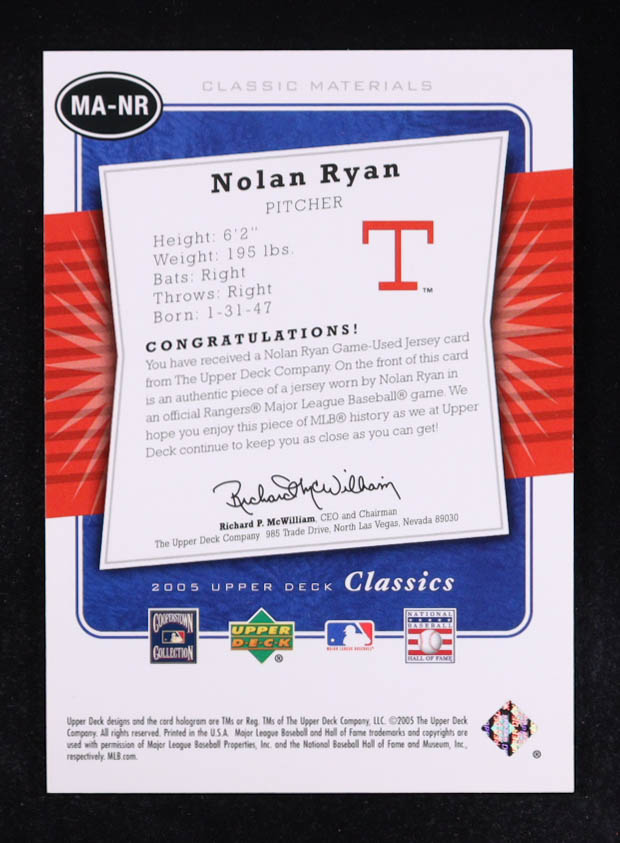 CLASSIC MATERIALS
MA-NR
Nolan Ryan
PITCHER
Height: 6'2"
Weight: 195 lbs.
Bats: Right
Throws: Right
Born: 1-31-47
T™
CONGRATULATIONS!
You have received a Nolan Ryan Game-Used Jersey card
from The Upper Deck Company. On the front of this card
is an authentic piece of a jersey worn by Nolan Ryan in
an official Rangers® Major League Baseball® game. We
hope you enjoy this piece of MLB® history as we at Upper
Deck continue to keep you as close as you can get!
Richard McWilliam
Richard P. McWilliam, CEO and Chairman
The Upper Deck Company 985 Trade Drive, North Las Vegas, Nevada 89030
2005 UPPER DECK Classics
COOPERSTOWN
COLLECTION
UPPER
DECK ®
MAJOR LEAGUE BASEBALL
NATIONAL
BASEBALL
HALL OF FAME
Upper Deck designs and the card hologram are TMs or Reg. TMs of The Upper Deck Company, LLC. ©2005 The Upper Deck
Company. All rights reserved. Printed in the U.S.A. Major League Baseball and Hall of Fame trademarks and copyrights are
used with permission of Major League Baseball Properties, Inc. and the National Baseball Hall of Fame and Museum, Inc.,
respectively. MLB.com.
®